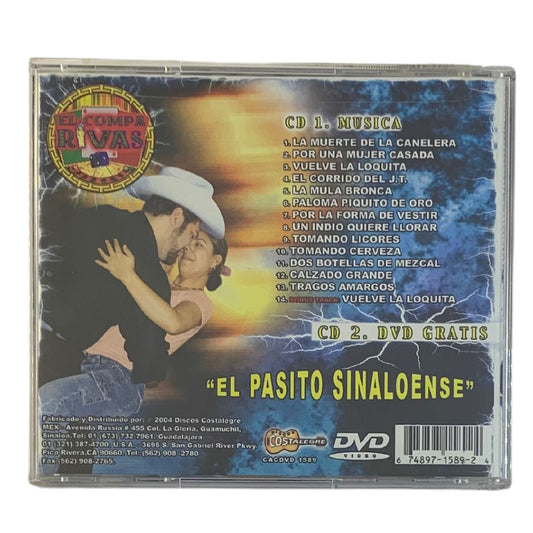 EL COMPA
RIVAS
CD 1. MUSICA
1. LA MUERTE DE LA CANELERA
2. POR UNA MUJER CASADA
3. VUELVE LA LOQUITA
4. EL CORRIDO DEL J.T.
5. LA MULA BRONCA
6. PALOMA PIQUITO DE ORO
7. POR LA FORMA DE VESTIR
8. UN INDIO QUIERE LLORAR
9. TOMANDO LICORES
10. TOMANDO CERVEZA
11. DOS BOTELLAS DE MEZCAL
12. CALZADO GRANDE
13. TRAGOS AMARGOS
14. BONUS TRACK: VUELVE LA LOQUITA
CD 2. DVD GRATIS
"EL PASITO SINALOENSE"
Fabricado y Distribuido por: © 2004 Discos Costalegre
MEX. Avenida Russia # 455 Col. La Gloria, Guamuchil,
Sinaloa. Tel: 01 (673) 732-7961. Guadalajara
01 (321) 387-4700. U.S.A. 3695 S. San Gabriel River Pkwy.
Pico Rivera.CA 90660. Tel: (562) 908-2780
Fax (562) 908-2765.
COSTALEGRE
CACDVD 1589
DVD
VIDEO
6 74897-1589-2 4